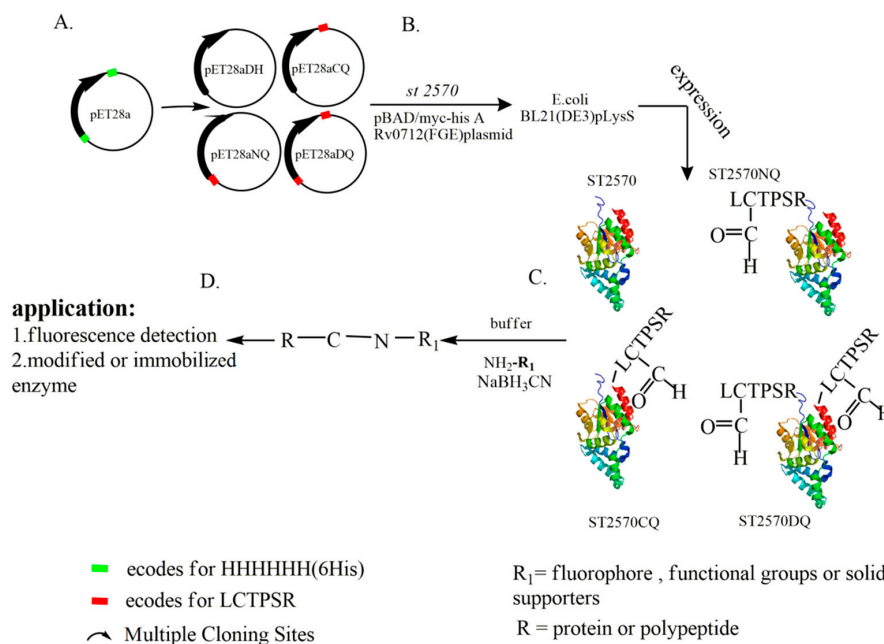 A.
B.
pET28a
pET28aDH
pET28aCQ
pET28aNQ
pET28aDQ
st 2570
pBAD/myc-his A
Rv0712(FGE)plasmid
E.coli
BL21(DE3)pLysS
expression
ST2570
ST2570NQ
LCTPSR
O=C
H
D.
C.
application:
1.fluorescence detection
2.modified or immobilized
enzyme
R — C — N — R₁
buffer
NH₂-R₁
NaBH₃CN
LCTPSR
C
O H
ST2570CQ
LCTPSR
O=C
H
LCTPSR
C
O H
ST2570DQ
ecodes for HHHHHH(6His)
ecodes for LCTPSR
Multiple Cloning Sites
R₁= fluorophore , functional groups or solid
supporters
R = protein or polypeptide